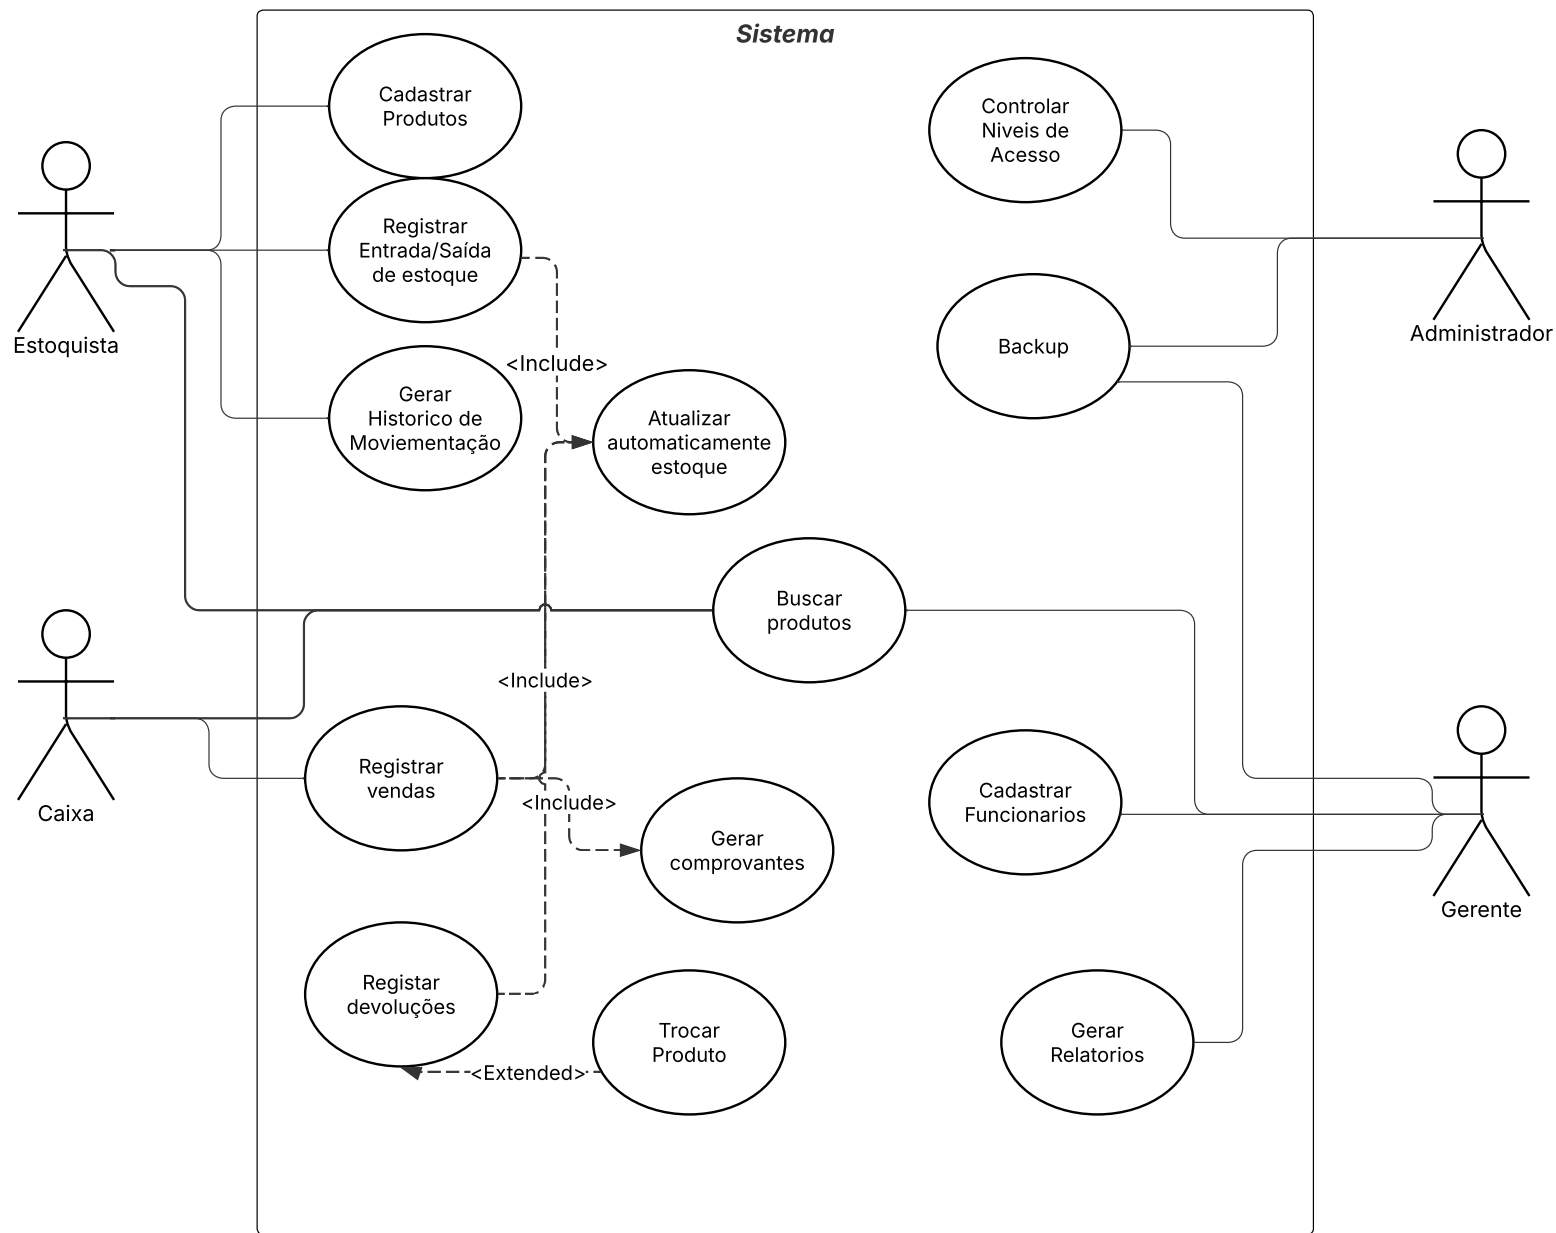 Sistema
Cadastrar
Produtos
Controlar
Niveis de
Acesso
Registrar
Entrada/Saída
de estoque
Estoquista
Administrador
Backup
<Include>
Gerar
Historico de
Moviementação
Atualizar
automaticamente
estoque
Buscar
produtos
<Include>
Registrar
vendas
Caixa
<Include>
Gerar
comprovantes
Cadastrar
Funcionarios
Gerente
Registar
devoluções
Trocar
Produto
<Extended>
Gerar
Relatorios